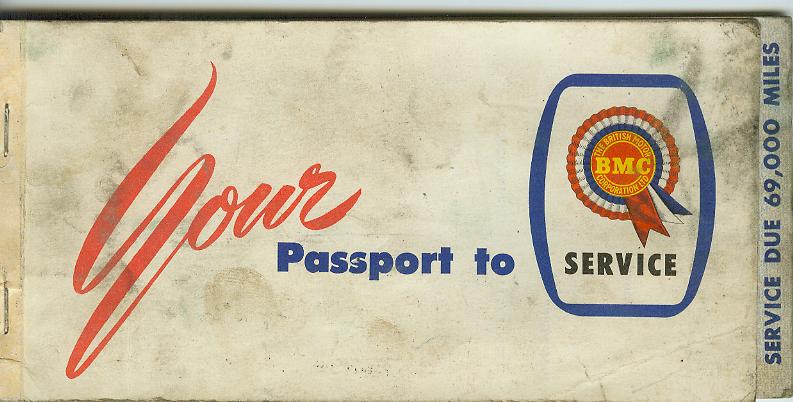 Your
Passport to
THE BRITISH MOTOR
BMC
CORPORATION LTD
SERVICE
SERVICE DUE 69,000 MILES